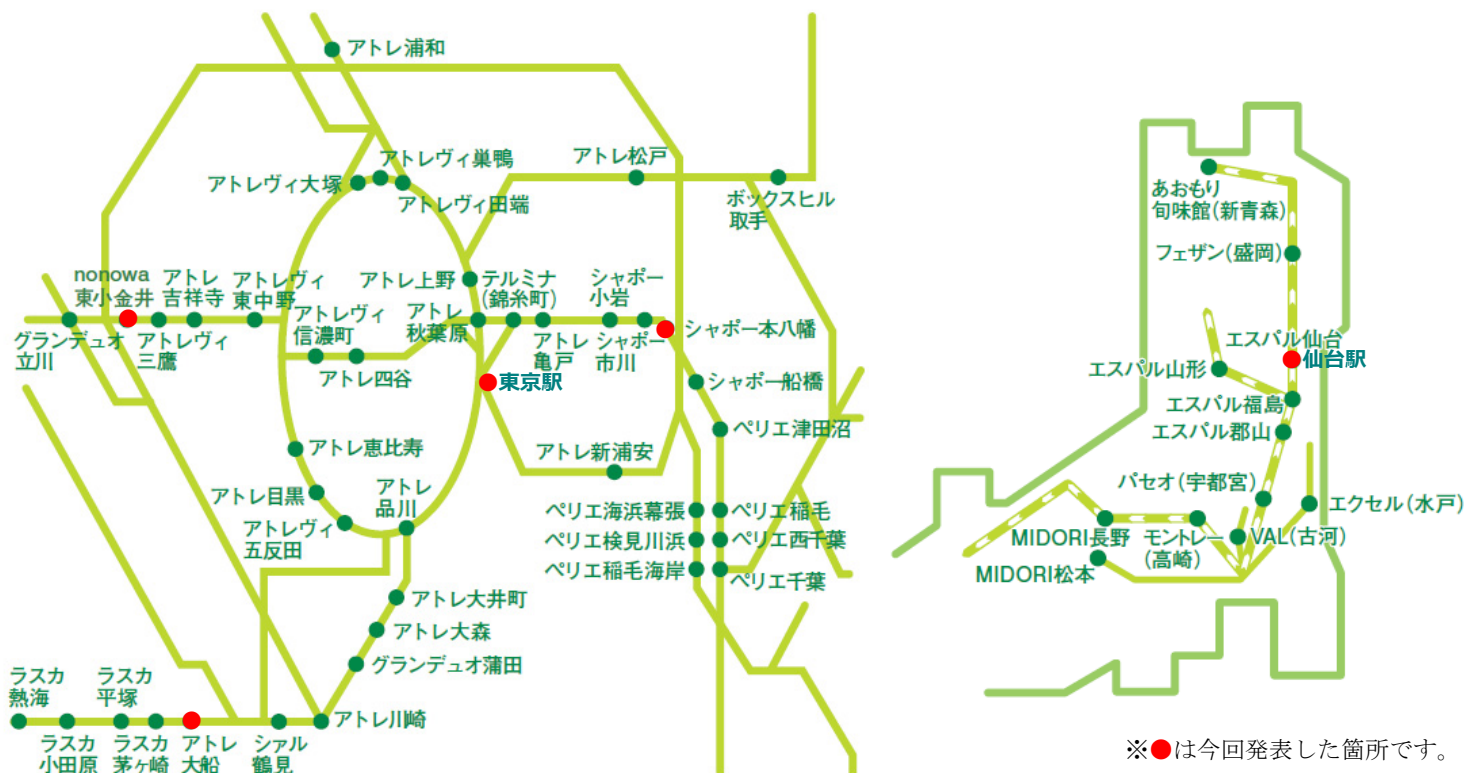 アトレ浦和
アトレヴィ巣鴨
アトレヴィ大塚
アトレヴィ田端
アトレ松戸
ボックスヒル
取手
nonowa
東小金井
アトレ
吉祥寺
アトレヴィ
東中野
グランデュオ
立川
アトレヴィ
三鷹
アトレヴィ
信濃町
アトレ四谷
アトレ上野
アトレ
秋葉原
テルミナ
(錦糸町)
アトレ
亀戸
シャポー
小岩
シャポー
市川
シャポー本八幡
東京駅
シャポー船橋
ペリエ津田沼
アトレ新浦安
アトレ恵比寿
アトレ目黒
アトレヴィ
五反田
アトレ
品川
ペリエ海浜幕張
ペリエ稲毛
ペリエ検見川浜
ペリエ西千葉
ペリエ稲毛海岸
ペリエ千葉
アトレ大井町
アトレ大森
グランデュオ蒲田
アトレ川崎
ラスカ
熱海
ラスカ
小田原
ラスカ
平塚
ラスカ
茅ヶ崎
アトレ
大船
シァル
鶴見
あおもり
旬味館(新青森)
フェザン(盛岡)
エスパル仙台
仙台駅
エスパル山形
エスパル福島
エスパル郡山
パセオ(宇都宮)
エクセル(水戸)
MIDORI長野
モントレー
(高崎)
VAL(古河)
MIDORI松本
※●は今回発表した箇所です。